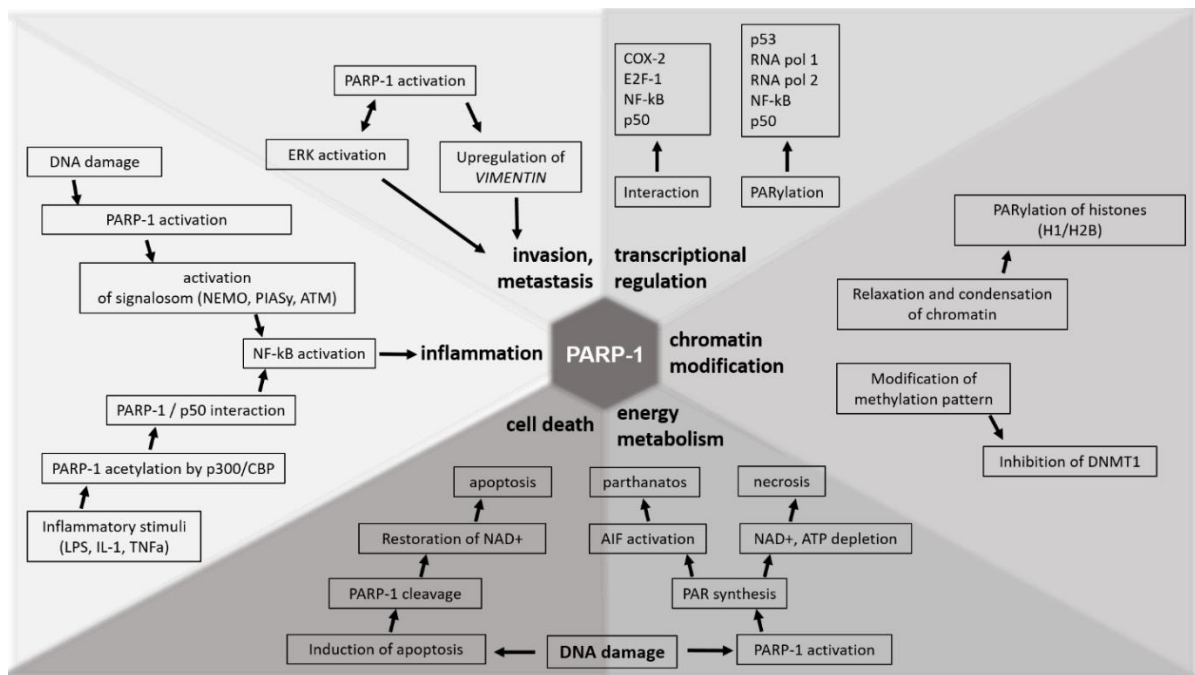 PARP-1 activation
ERK activation
Upregulation of
VIMENTIN
invasion,
metastasis
DNA damage
PARP-1 activation
activation
of signalosom (NEMO, PIASy, ATM)
NF-kB activation
inflammation
PARP-1 / p50 interaction
PARP-1 acetylation by p300/CBP
Inflammatory stimuli
(LPS, IL-1, TNFa)
COX-2
E2F-1
NF-kB
p50
Interaction
p53
RNA pol 1
RNA pol 2
NF-kB
p50
PARylation
transcriptional
regulation
PARP-1
chromatin
modification
PARylation of histones
(H1/H2B)
Relaxation and condensation
of chromatin
Modification of
methylation pattern
Inhibition of DNMT1
cell death
energy
metabolism
apoptosis
Restoration of NAD+
PARP-1 cleavage
Induction of apoptosis
DNA damage
parthanatos
AIF activation
necrosis
NAD+, ATP depletion
PAR synthesis
PARP-1 activation